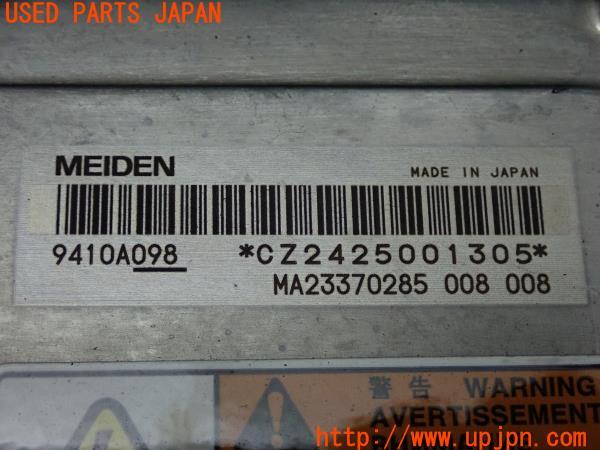 USED PARTS JAPAN
MEIDEN
MADE IN JAPAN
9410A098 *CZ2425001305*
MA23370285 008 008
警告 WARNING
AVERTISSEMENT
http://www.upjpn.com/